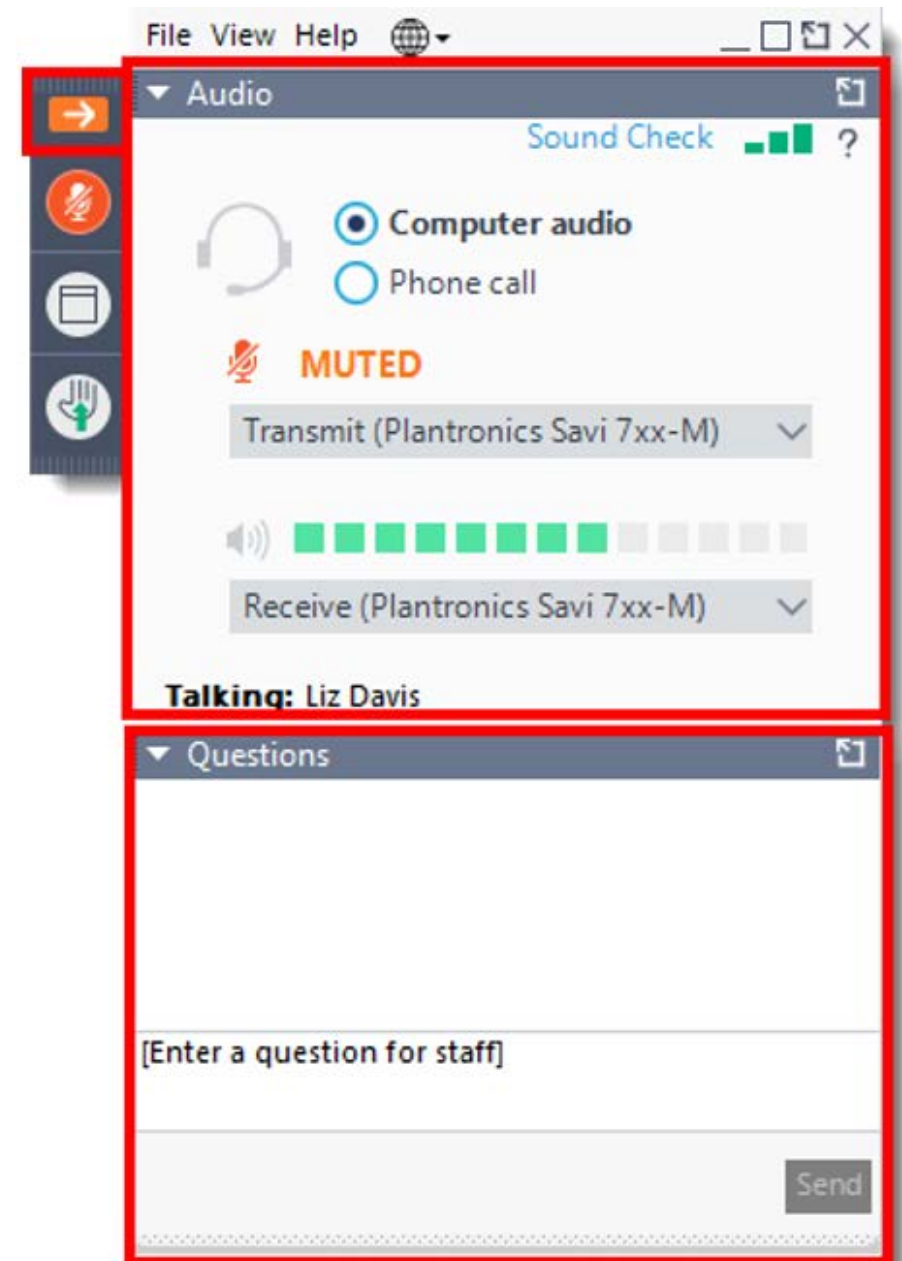 File View Help
Audio
Sound Check ?
Computer audio
Phone call
MUTED
Transmit (Plantronics Savi 7xx-M)
Receive (Plantronics Savi 7xx-M)
Talking: Liz Davis
Questions
[Enter a question for staff]
Send